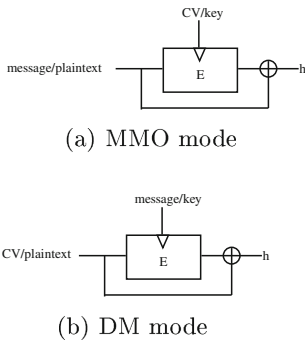 CV/key
message/plaintext
E
h
(a) MMO mode
message/key
CV/plaintext
E
h
(b) DM mode